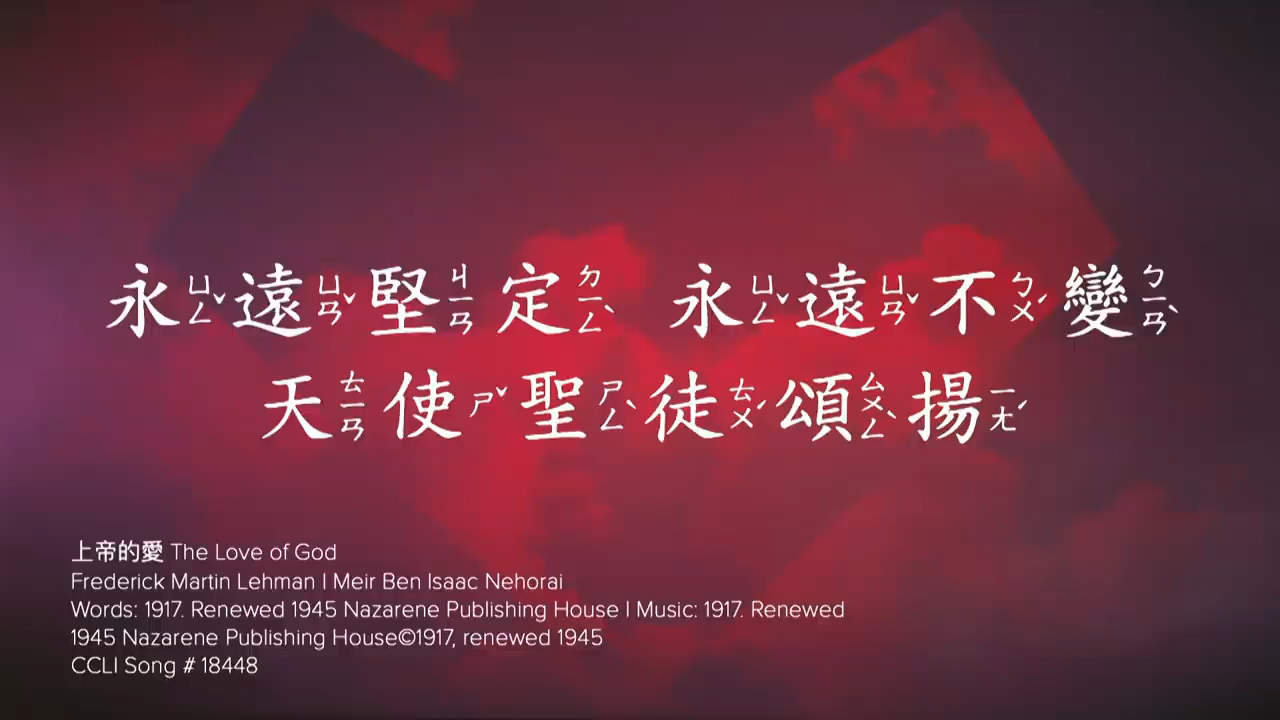 永ㄩㄥˇ遠ㄩㄢˇ堅ㄐㄧㄢ定ㄉㄧㄥˋ 永ㄩㄥˇ遠ㄩㄢˇ不ㄅㄨˊ變ㄅㄧㄢˋ
天ㄊㄧㄢ使ㄕˇ聖ㄕㄥˋ徒ㄊㄨˊ頌ㄙㄨㄥˋ揚ㄧㄤˊ
上帝的愛 The Love of God
Frederick Martin Lehman | Meir Ben Isaac Nehorai
Words: 1917. Renewed 1945 Nazarene Publishing House | Music: 1917. Renewed
1945 Nazarene Publishing House©1917, renewed 1945
CCLI Song # 18448